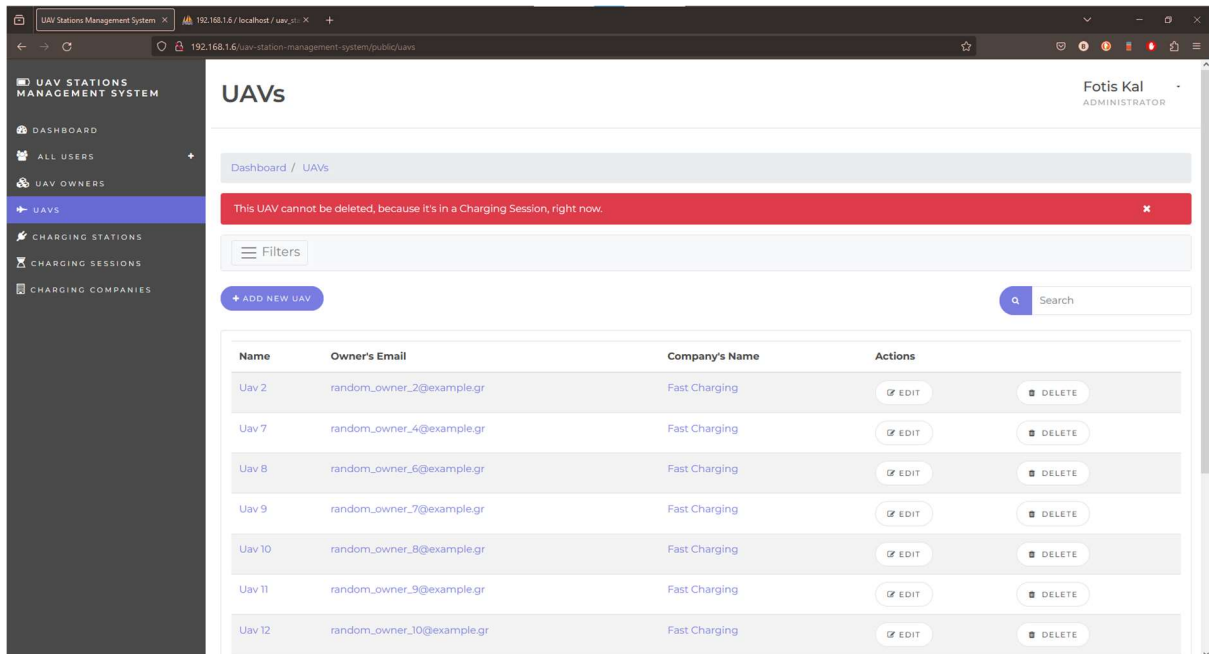 UAV Stations Management System
192.168.1.6 / localhost / uav_st
192.168.1.6/uav-station-management-system/public/uavs
UAV STATIONS
MANAGEMENT SYSTEM
DASHBOARD
ALL USERS
UAV OWNERS
UAVS
CHARGING STATIONS
CHARGING SESSIONS
CHARGING COMPANIES
UAVs
Fotis Kal
ADMINISTRATOR
Dashboard / UAVs
This UAV cannot be deleted, because it's in a Charging Session, right now.
Filters
+ ADD NEW UAV
Search
Name Owner's Email Company's Name Actions
Uav 2 random_owner_2@example.gr Fast Charging EDIT DELETE
Uav 7 random_owner_4@example.gr Fast Charging EDIT DELETE
Uav 8 random_owner_6@example.gr Fast Charging EDIT DELETE
Uav 9 random_owner_7@example.gr Fast Charging EDIT DELETE
Uav 10 random_owner_8@example.gr Fast Charging EDIT DELETE
Uav 11 random_owner_9@example.gr Fast Charging EDIT DELETE
Uav 12 random_owner_10@example.gr Fast Charging EDIT DELETE